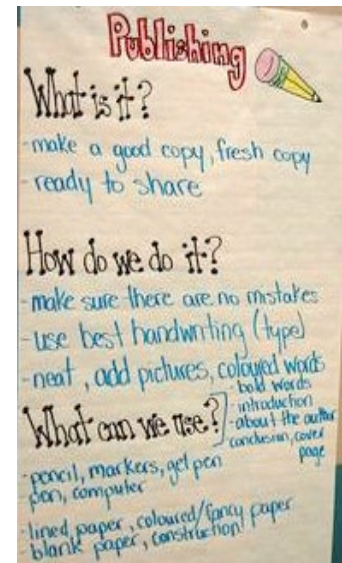 Publishing
What is it?
-make a good copy, fresh copy
-ready to share
How do we do it?
-make sure there are no mistakes
-use best handwriting (type)
-neat, add pictures, coloured words
-bold words
-introduction
-about the author
conclusion, cover
page
What can we use?
-pencil, markers, gel pen
-pen, computer
-lined paper, coloured/fancy paper
-blank paper, construction